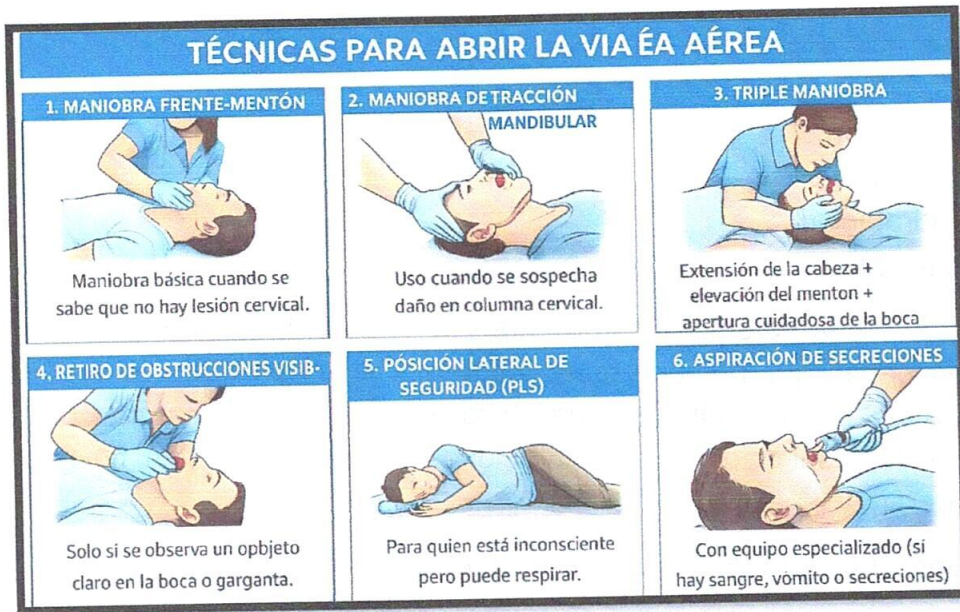 TÉCNICAS PARA ABRIR LA VIA ÉA AÉREA
1. MANIOBRA FRENTE-MENTÓN
Maniobra básica cuando se
sabe que no hay lesión cervical.
2. MANIOBRA DE TRACCIÓN
MANDIBULAR
Uso cuando se sospecha
daño en columna cervical.
3. TRIPLE MANIOBRA
Extensión de la cabeza +
elevación del menton +
apertura cuidadosa de la boca
4. RETIRO DE OBSTRUCCIONES VISIB-
Solo si se observa un opbjeto
claro en la boca o garganta.
5. PÓSICIÓN LATERAL DE
SEGURIDAD (PLS)
Para quien está inconsciente
pero puede respirar.
6. ASPIRACIÓN DE SECRECIONES
Con equipo especializado (si
hay sangre, vómito o secreciones)